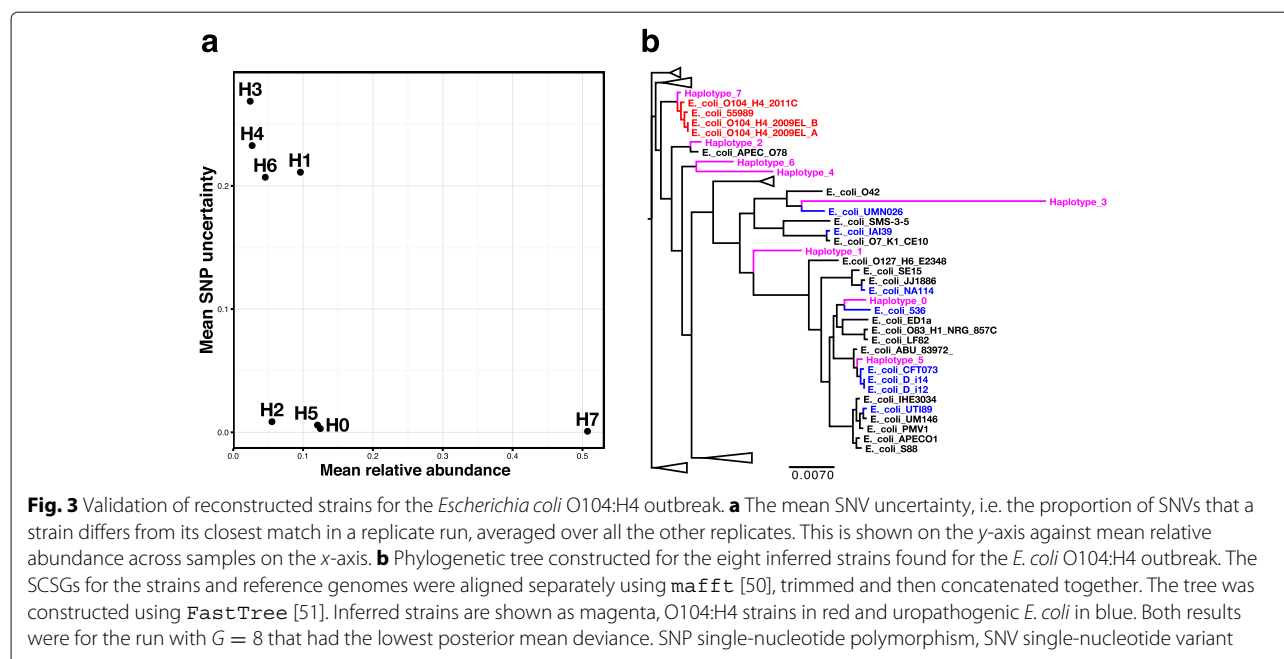 a
b
H3
H4
H6
H1
H2
H5
H0
H7
Mean SNP uncertainty
0.2
0.1
0.0
0.0
0.1
0.2
0.3
0.4
0.5
Mean relative abundance
Haplotype_7
E._coli_O104_H4_2011C
E._coli_55989
E._coli_O104_H4_2009EL_B
E._coli_O104_H4_2009EL_A
Haplotype_2
E._coli_APEC_O78
Haplotype_6
Haplotype_4
E._coli_O42
Haplotype_3
E._coli_UMN026
E._coli_SMS-3-5
E._coli_IAI39
E._coli_O7_K1_CE10
Haplotype_1
E.coli_O127_H6_E2348
E._coli_SE15
E._coli_JJ1886
E._coli_NA114
Haplotype_0
E._coli_536
E._coli_ED1a
E._coli_O83_H1_NRG_857C
E._coli_LF82
E._coli_ABU_83972_
Haplotype_5
E._coli_CFT073
E._coli_D_i14
E._coli_D_i12
E._coli_IHE3034
E._coli_UTI89
E._coli_UM146
E._coli_PMV1
E._coli_APECO1
E._coli_S88
0.0070
Fig. 3 Validation of reconstructed strains for the Escherichia coli O104:H4 outbreak. a The mean SNV uncertainty, i.e. the proportion of SNVs that a
strain differs from its closest match in a replicate run, averaged over all the other replicates. This is shown on the y-axis against mean relative
abundance across samples on the x-axis. b Phylogenetic tree constructed for the eight inferred strains found for the E. coli O104:H4 outbreak. The
SCSGs for the strains and reference genomes were aligned separately using mafft [50], trimmed and then concatenated together. The tree was
constructed using FastTree [51]. Inferred strains are shown as magenta, O104:H4 strains in red and uropathogenic E. coli in blue. Both results
were for the run with G = 8 that had the lowest posterior mean deviance. SNP single-nucleotide polymorphism, SNV single-nucleotide variant